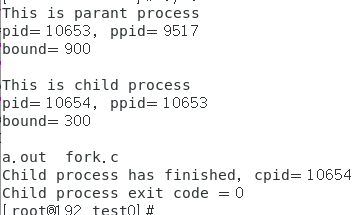 This is parant process
pid= 10653, ppid= 9517
bound= 900
This is child process
pid= 10654, ppid= 10653
bound= 300
a.out  fork.c
Child process has finished, cpid= 10654
Child process exit code = 0
[root@192 test0]#